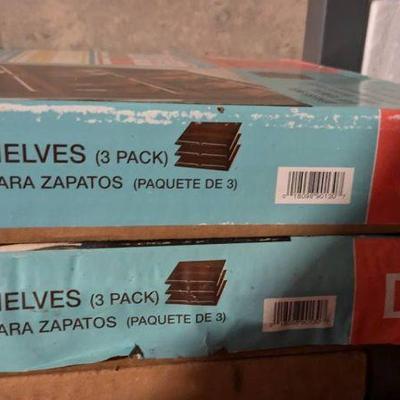 HELVES (3 PACK)
ARA ZAPATOS (PAQUETE DE 3)
HELVES (3 PACK)
ARA ZAPATOS (PAQUETE DE 3)